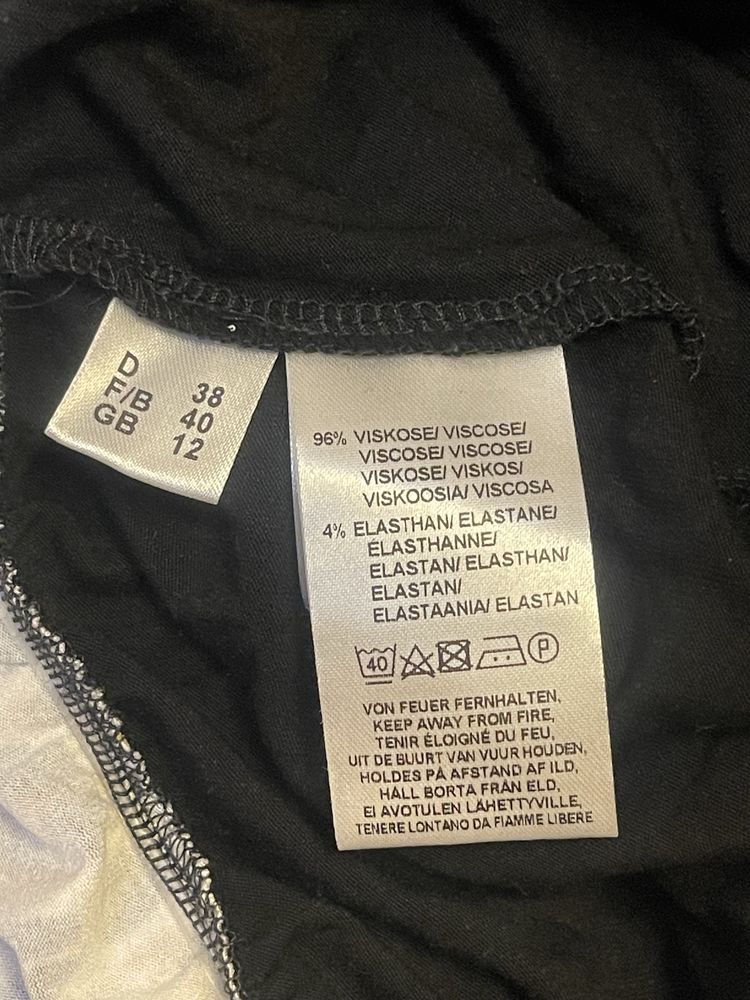 D 38
F/B 40
GB 12
96% VISKOSE/ VISCOSE/
VISCOSE/ VISCOSE/
VISKOSE/ VISKOS/
VISKOOSIA/ VISCOSA
4% ELASTHAN/ ELASTANE/
ÉLASTHANNE/
ELASTAN/ ELASTHAN/
ELASTAN/
ELASTAANIA/ ELASTAN
40 P
VON FEUER FERNHALTEN,
KEEP AWAY FROM FIRE,
TENIR ÉLOIGNÉ DU FEU,
UIT DE BUURT VAN VUUR HOUDEN,
HOLDES PÅ AFSTAND AF ILD,
HÅLL BORTA FRÅN ELD,
EI AVOTULEN LÄHETTYVILLE,
TENERE LONTANO DA FIAMME LIBERE